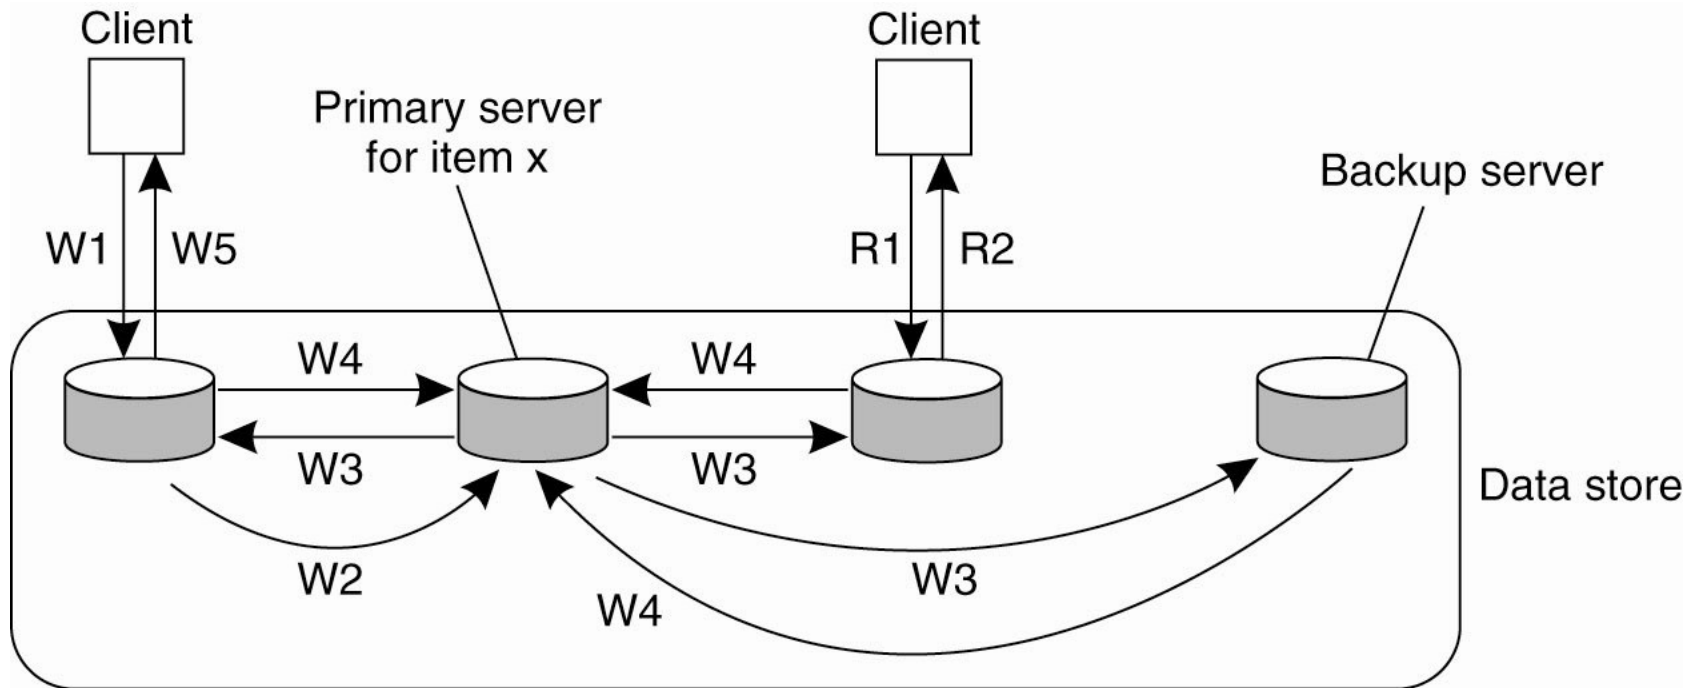 Client
Client
Primary server
for item x
Backup server
W1
W5
R1
R2
W4
W4
W3
W3
Data store
W2
W3
W4